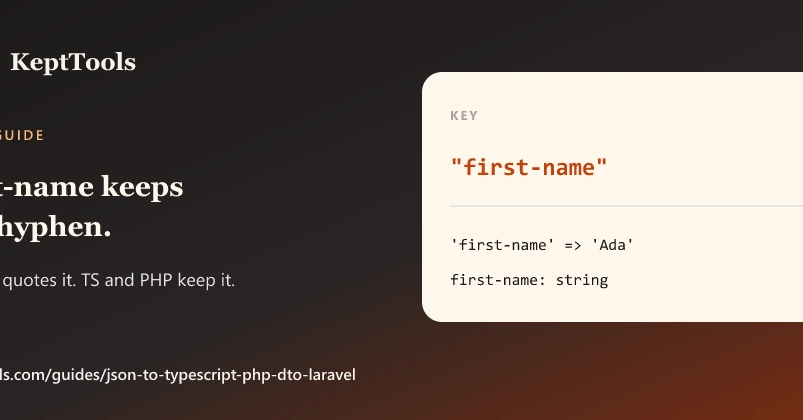 KeptTools
GUIDE
t-name keeps
hyphen.
quotes it. TS and PHP keep it.
ls.com/guides/json-to-typescript-php-dto-laravel
KEY
"first-name"
'first-name' => 'Ada'
first-name: string